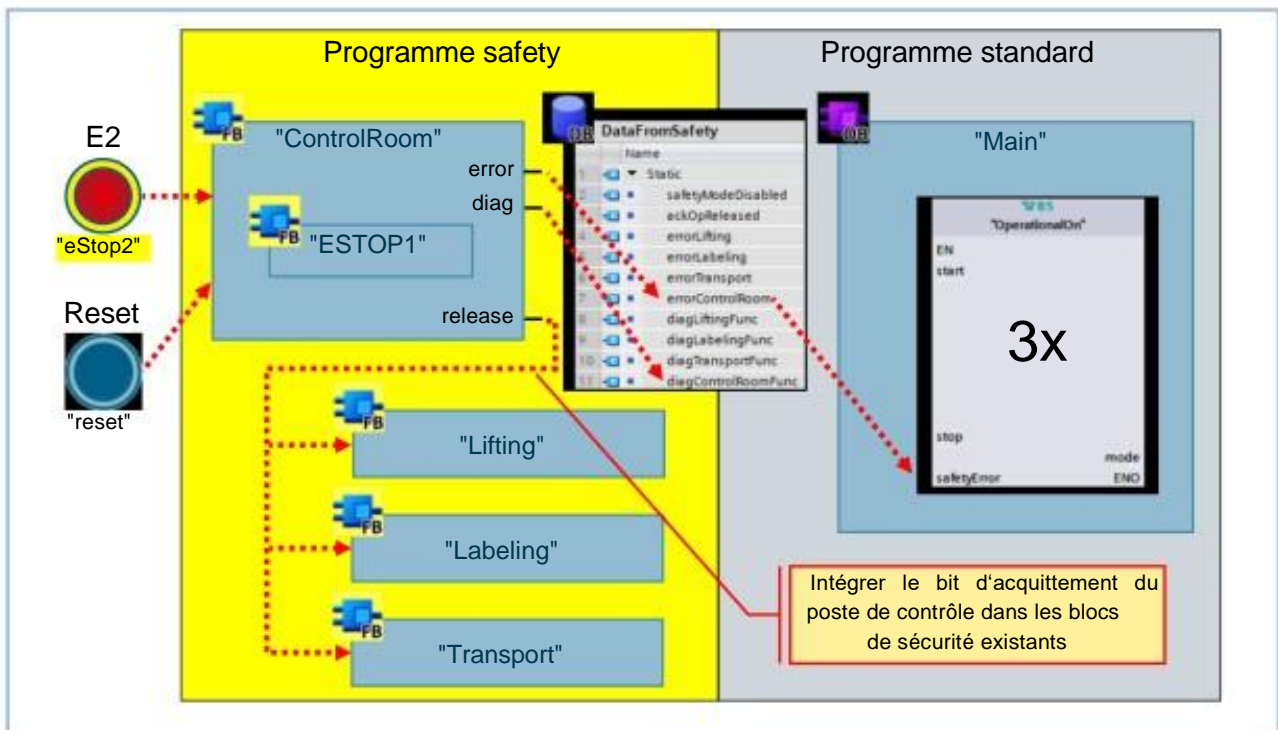 Programme safety
Programme standard
E2
"eStop2"
Reset
"reset"
FB
"ControlRoom"
error
diag
release
FB
"ESTOP1"
FB
"Lifting"
FB
"Labeling"
FB
"Transport"
DB
DataFromSafety
Name
1 Static
2 safetyModeDisabled
3 ackOpReleased
4 errorLifting
5 errorLabeling
6 errorTransport
7 errorControlRoom
8 diagLiftingFunc
9 diagLabelingFunc
10 diagTransportFunc
11 diagControlRoomFunc
OB
"Main"
%FB5
"OperationalOn"
EN
start
3x
stop
mode
safetyError
ENO
Intégrer le bit d'acquittement du
poste de contrôle dans les blocs
de sécurité existants